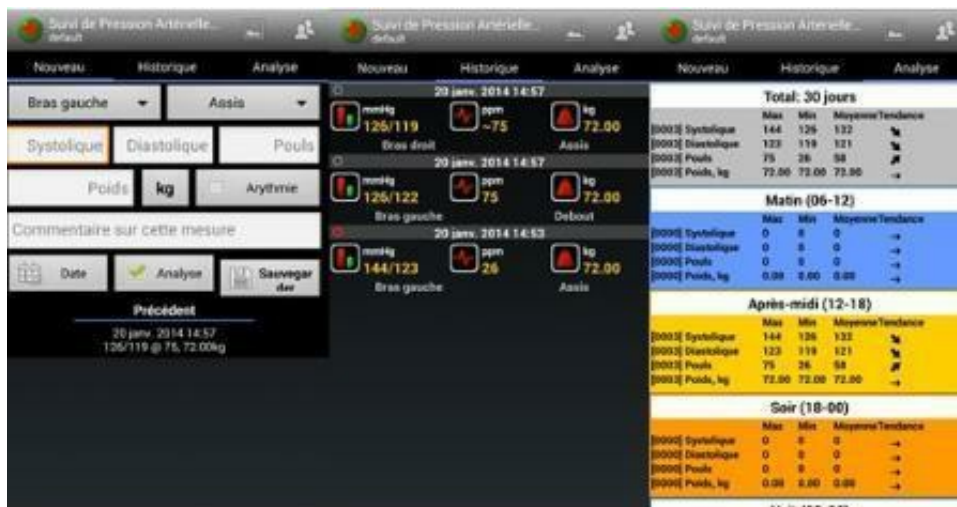 Suivi de Pression Artérielle...
default
Nouveau Historique Analyse
Bras gauche Assis
Systolique Diastolique Pouls
Poids kg Arythmie
Commentaire sur cette mesure
Date Analyse Sauvegar
der
Précédent
20 janv. 2014 14:57
126/119 @ 75, 72.00kg
Suivi de Pression Artérielle...
default
Nouveau Historique Analyse
20 janv. 2014 14:57
mmHg ppm kg
126/119 ~75 72.00
Bras droit Assis
20 janv. 2014 14:57
mmHg ppm kg
126/122 75 72.00
Bras gauche Debout
20 janv. 2014 14:53
mmHg ppm kg
144/123 26 72.00
Bras gauche Assis
Suivi de Pression Artérielle...
default
Nouveau Historique Analyse
Total: 30 jours
Max Min Moyenne Tendance
[0003] Systolique 144 126 132
[0003] Diastolique 123 119 121
[0003] Pouls 75 26 58
[0003] Poids, kg 72.00 72.00 72.00
Matin (06-12)
Max Min Moyenne Tendance
[0000] Systolique 0 0 0
[0000] Diastolique 0 0 0
[0000] Pouls 0 0 0
[0000] Poids, kg 0.00 0.00 0.00
Après-midi (12-18)
Max Min Moyenne Tendance
[0003] Systolique 144 126 132
[0003] Diastolique 123 119 121
[0003] Pouls 75 26 58
[0003] Poids, kg 72.00 72.00 72.00
Soir (18-00)
Max Min Moyenne Tendance
[0000] Systolique 0 0 0
[0000] Diastolique 0 0 0
[0000] Pouls 0 0 0
[0000] Poids, kg 0.00 0.00 0.00